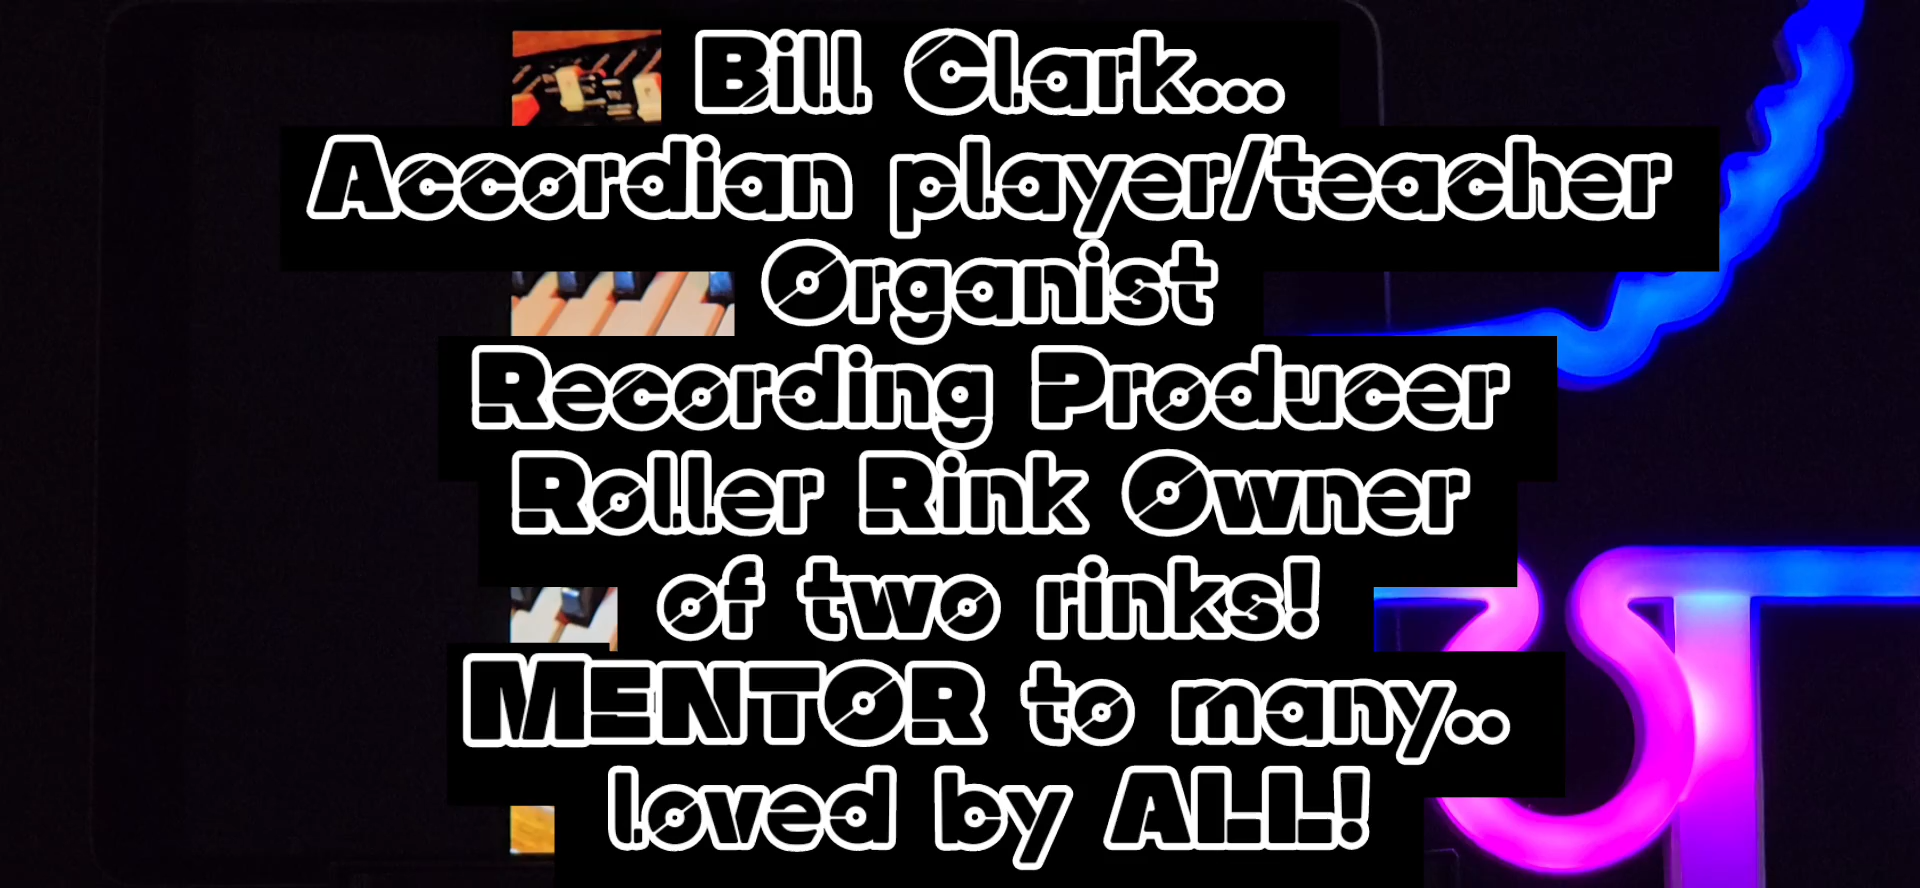 Bill Clark...
Accordian player/teacher
Organist
Recording Producer
Roller Rink Owner
of two rinks!
MENTOR to many..
loved by ALL!